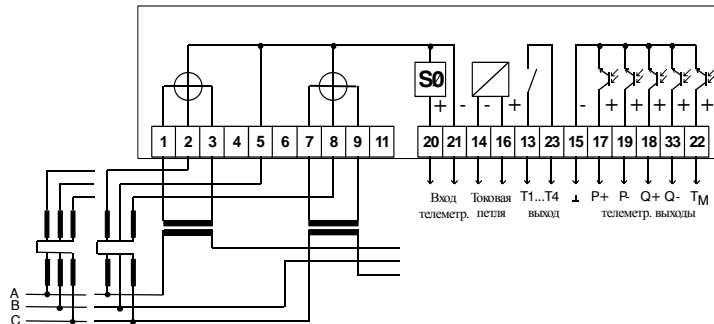 S0
+ - - + - + + + + +
1 2 3 4 5 6 7 8 9 11 20 21 14 16 13 23 15 17 19 18 33 22
Вход Токовая T1...T4 ⊥ P+ P- Q+ Q- TM
телеметр. петля выход телеметр. выходы
A
B
C